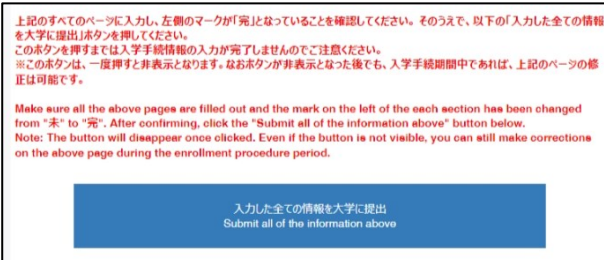 上記のすべてのページに入力し、左側のマークが「完」となっていることを確認してください。そのうえで、以下の「入力した全ての情報
を大学に提出」ボタンを押してください。
このボタンを押すまでは入学手続情報の入力が完了しませんのでご注意ください。
※このボタンは、一度押すと非表示となります。なおボタンが非表示となった後でも、入学手続期間中であれば、上記のページの修
正は可能です。
Make sure all the above pages are filled out and the mark on the left of the each section has been changed
from "未" to "完". After confirming, click the "Submit all of the information above" button below.
Note: The button will disappear once clicked. Even if the button is not visible, you can still make corrections
on the above page during the enrollment procedure period.
入力した全ての情報を大学に提出
Submit all of the information above